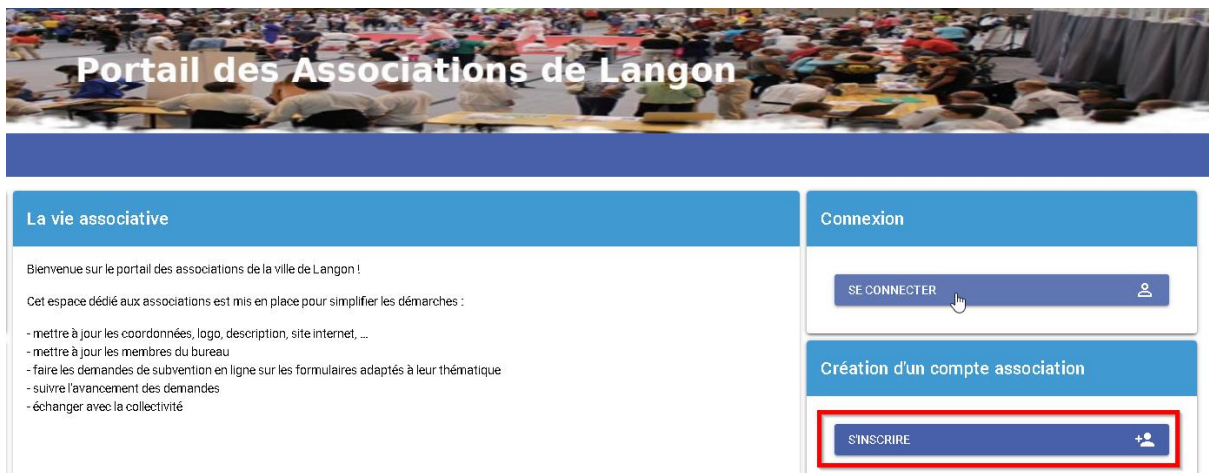 Portail des Associations de Langon
La vie associative
Bienvenue sur le portail des associations de la ville de Langon !
Cet espace dédié aux associations est mis en place pour simplifier les démarches :
- mettre à jour les coordonnées, logo, description, site internet, ...
- mettre à jour les membres du bureau
- faire les demandes de subvention en ligne sur les formulaires adaptés à leur thématique
- suivre l'avancement des demandes
- échanger avec la collectivité
Connexion
SE CONNECTER
Création d'un compte association
S'INSCRIRE